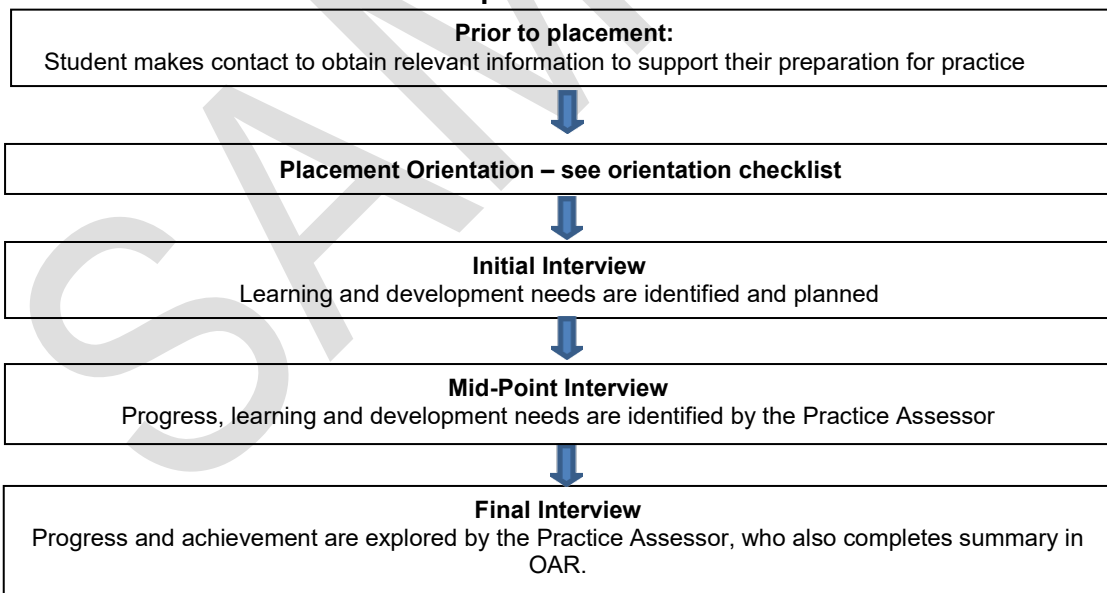 Prior to placement:
Student makes contact to obtain relevant information to support their preparation for practice
Placement Orientation – see orientation checklist
Initial Interview
Learning and development needs are identified and planned
Mid-Point Interview
Progress, learning and development needs are identified by the Practice Assessor
Final Interview
Progress and achievement are explored by the Practice Assessor, who also completes summary in
OAR.